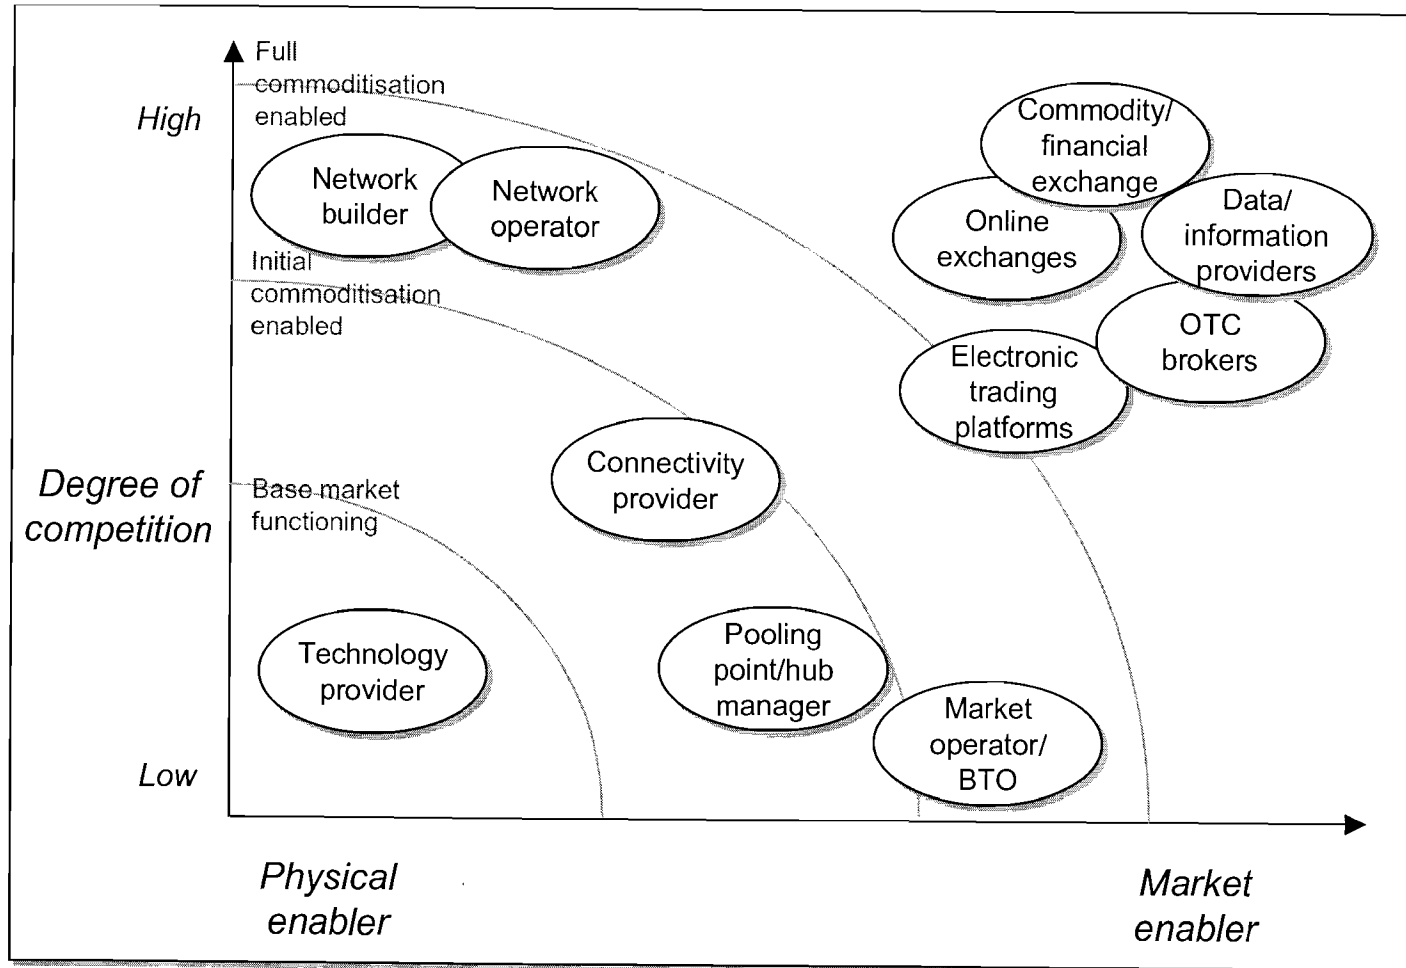 Full
commoditisation
enabled
High
Commodity/
financial
exchange
Network
builder
Network
operator
Online
exchanges
Data/
information
providers
Initial
commoditisation
enabled
OTC
brokers
Electronic
trading
platforms
Degree of
competition
Base market
functioning
Connectivity
provider
Technology
provider
Pooling
point/hub
manager
Market
operator/
BTO
Low
Physical
enabler
Market
enabler